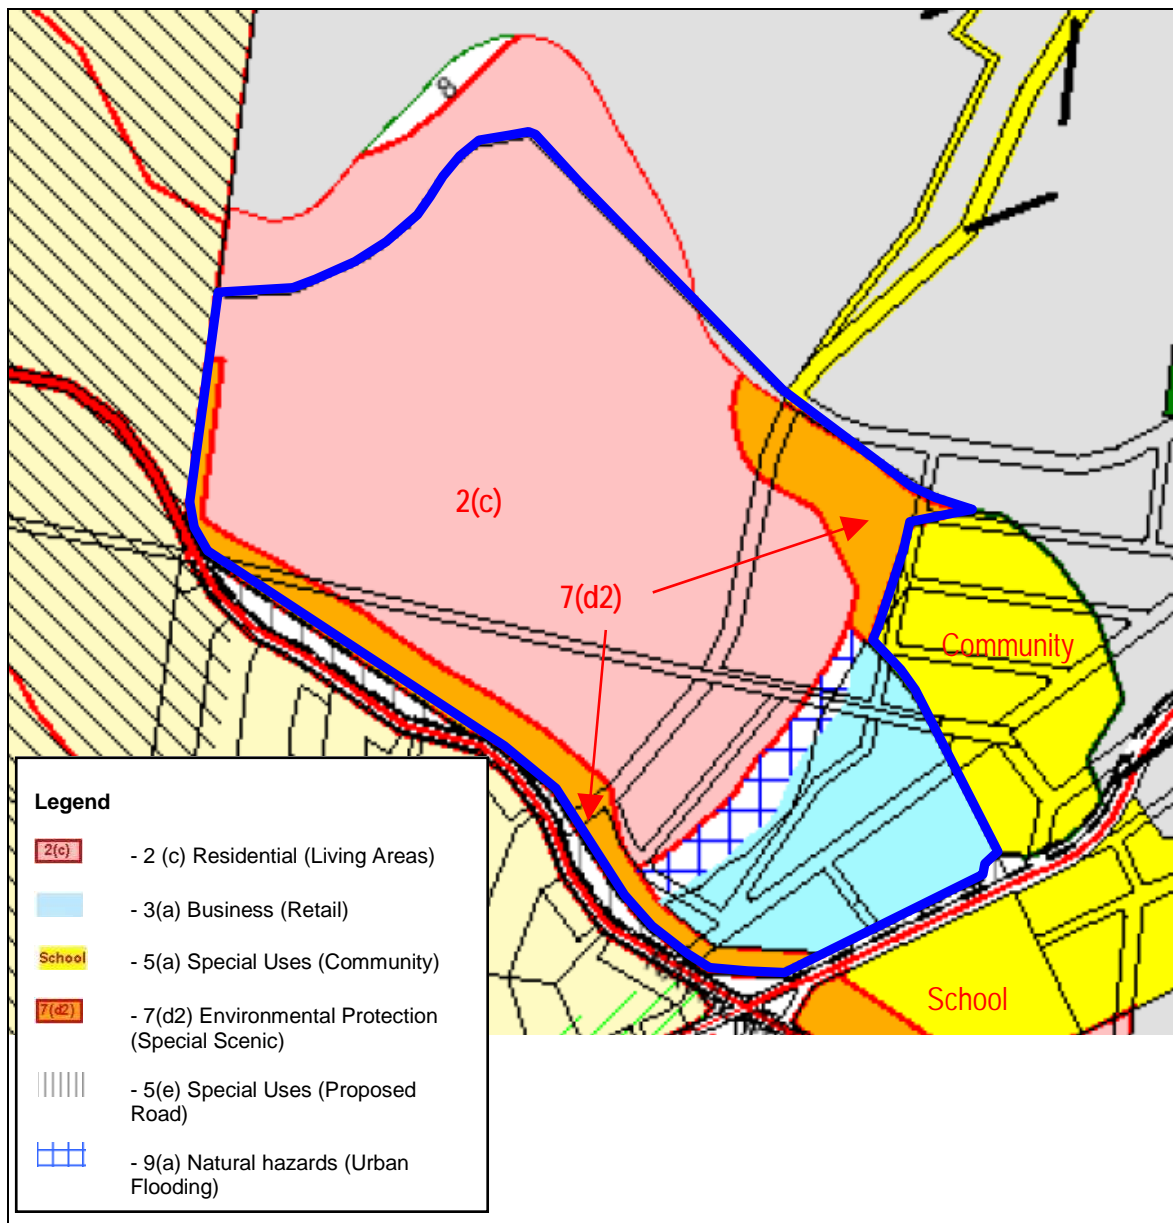 8
2(c)
7(d2)
Community
School
Legend
2(c)
- 2 (c) Residential (Living Areas)
- 3(a) Business (Retail)
School
- 5(a) Special Uses (Community)
7(d2)
- 7(d2) Environmental Protection
(Special Scenic)
- 5(e) Special Uses (Proposed
Road)
- 9(a) Natural hazards (Urban
Flooding)